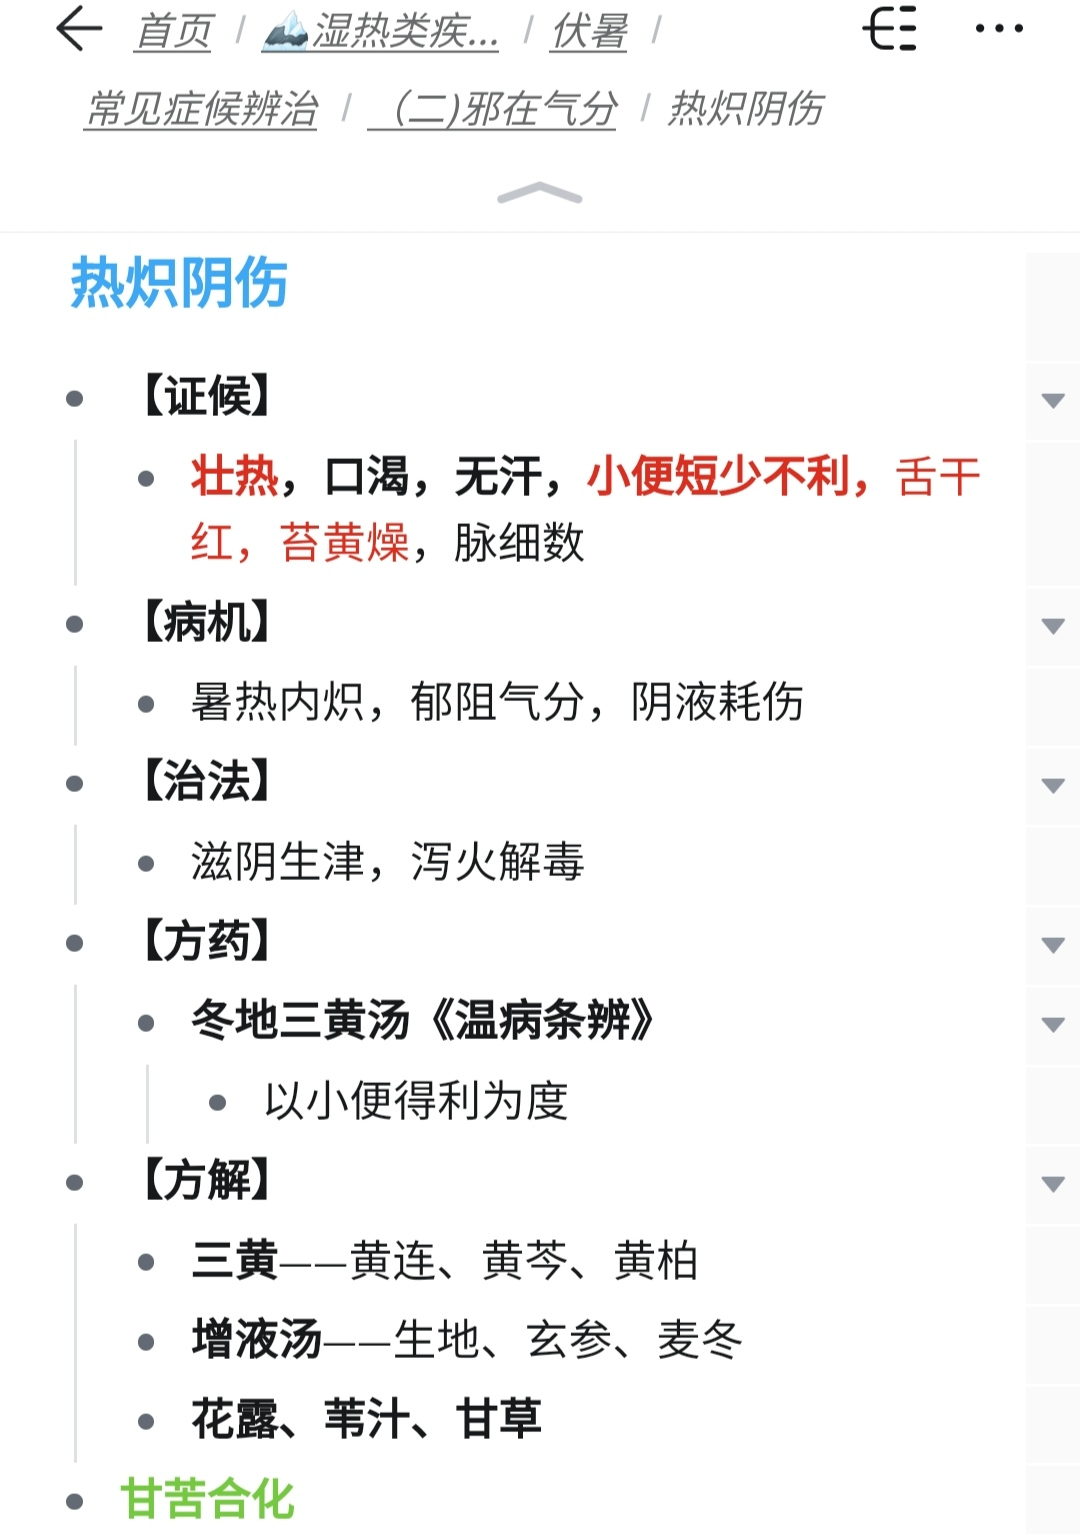 首页 / 湿热类疾... / 伏暑 /
常见症候辨治 / （二)邪在气分 / 热炽阴伤
热炽阴伤
【证候】
壮热，口渴，无汗，小便短少不利，舌干
红，苔黄燥，脉细数
【病机】
暑热内炽，郁阻气分，阴液耗伤
【治法】
滋阴生津，泻火解毒
【方药】
冬地三黄汤《温病条辨》
以小便得利为度
【方解】
三黄——黄连、黄芩、黄柏
增液汤——生地、玄参、麦冬
花露、苇汁、甘草
甘苦合化